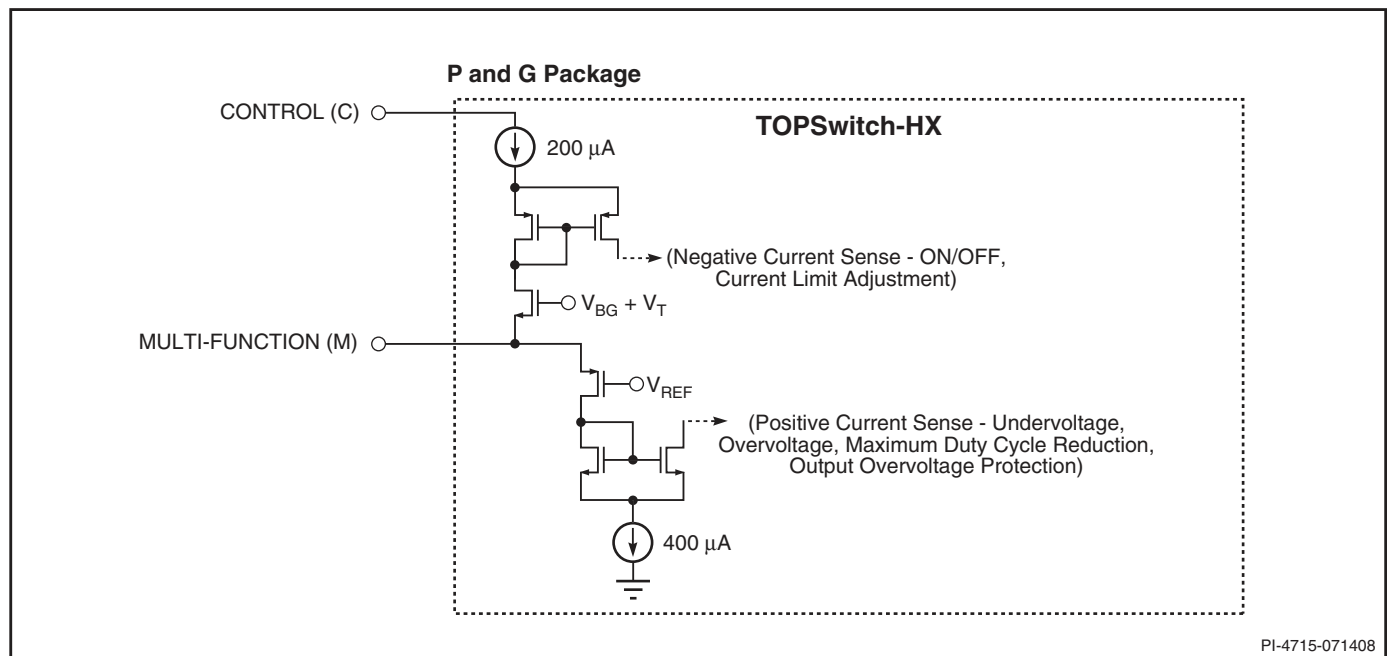 P and G Package
CONTROL (C)
TOPSwitch-HX
200 μA
(Negative Current Sense - ON/OFF,
Current Limit Adjustment)
V_BG + V_T
MULTI-FUNCTION (M)
V_REF
(Positive Current Sense - Undervoltage,
Overvoltage, Maximum Duty Cycle Reduction,
Output Overvoltage Protection)
400 μA
PI-4715-071408